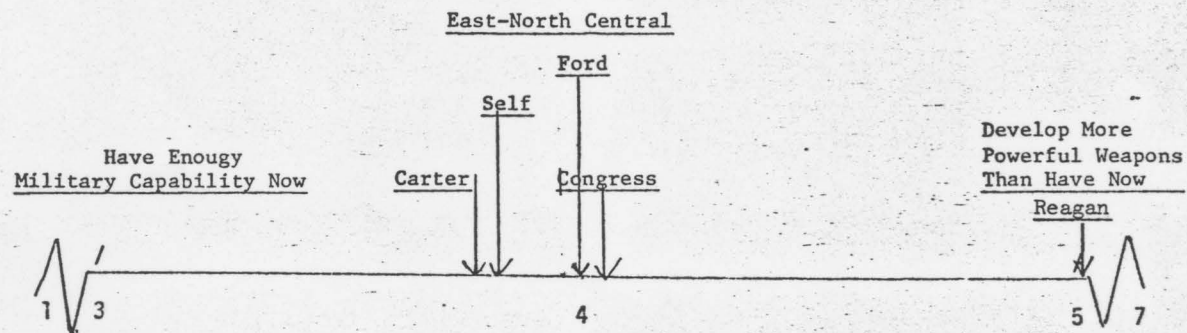 East-North Central
Ford
Self
Have Enougy
Military Capability Now
Carter
Congress
Develop More
Powerful Weapons
Than Have Now
Reagan
1 3 4 5 7